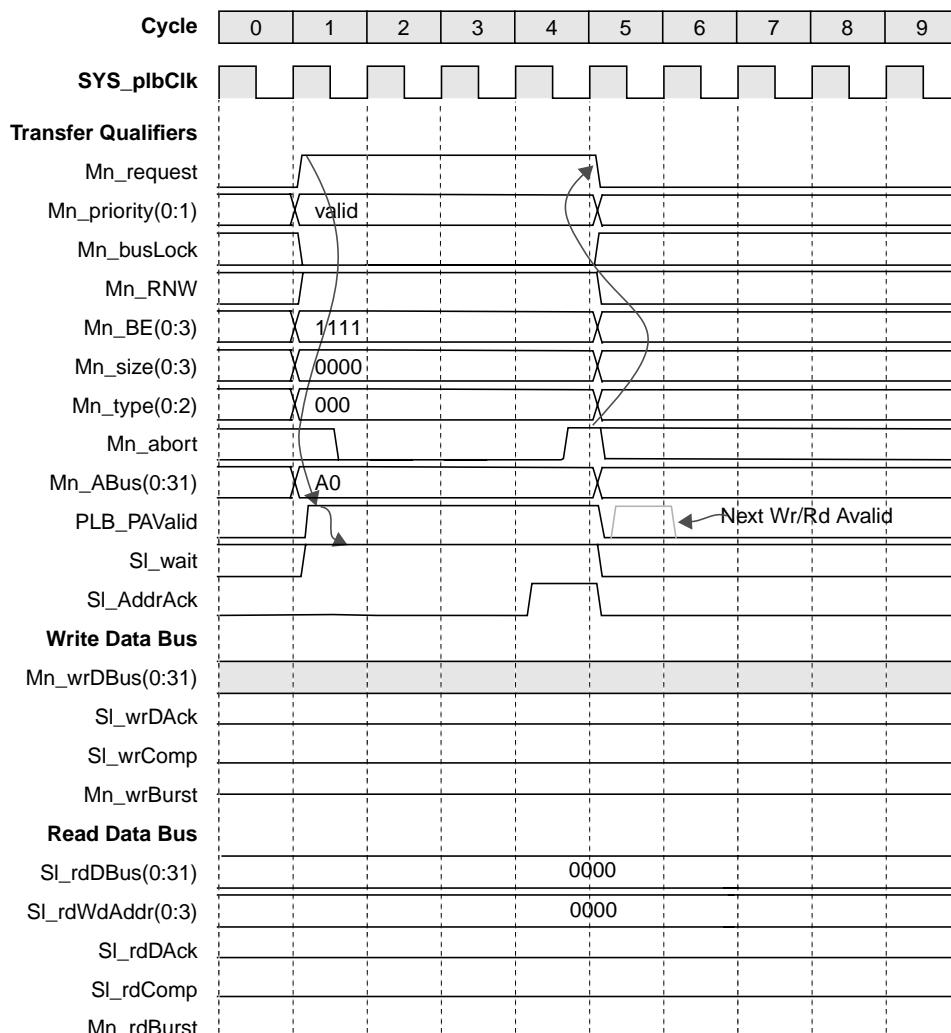 Cycle 0 1 2 3 4 5 6 7 8 9
SYS_plbClk
Transfer Qualifiers
Mn_request
Mn_priority(0:1) valid
Mn_busLock
Mn_RNW
Mn_BE(0:3) 1111
Mn_size(0:3) 0000
Mn_type(0:2) 000
Mn_abort
Mn_ABus(0:31) A0
PLB_PAValid Next Wr/Rd Avalid
Sl_wait
Sl_AddrAck
Write Data Bus
Mn_wrDBus(0:31)
Sl_wrDAck
Sl_wrComp
Mn_wrBurst
Read Data Bus
Sl_rdDBus(0:31) 0000
Sl_rdWdAddr(0:3) 0000
Sl_rdDAck
Sl_rdComp
Mn_rdBurst